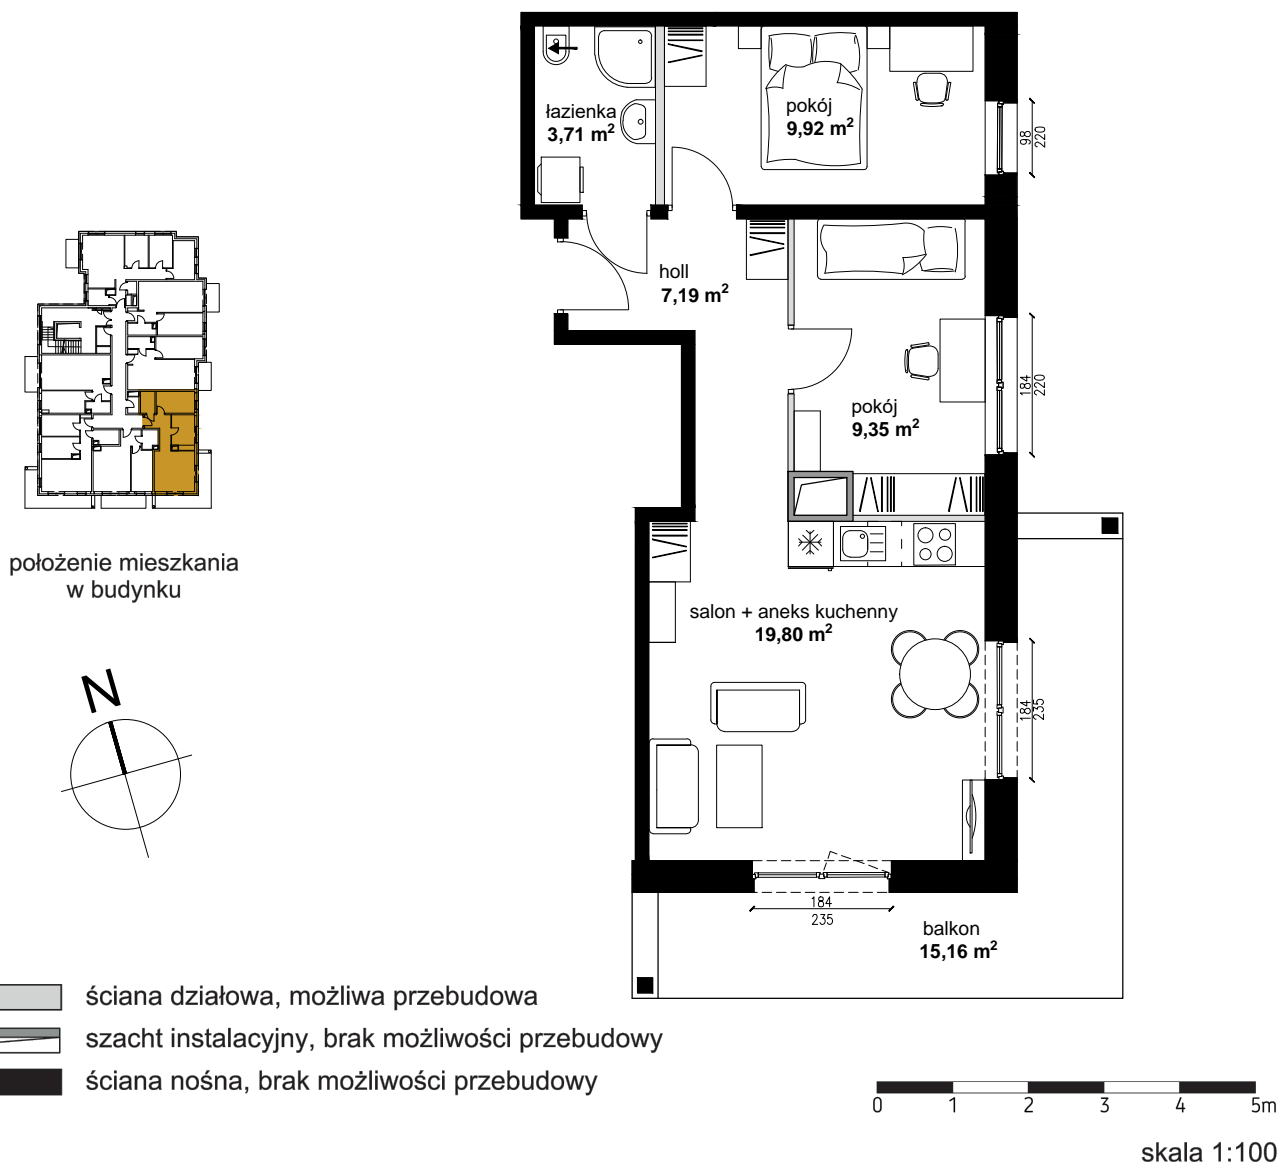 łazienka
3,71 m²
pokój
9,92 m²
98
220
holl
7,19 m²
184
220
pokój
9,35 m²
położenie mieszkania
w budynku
salon + aneks kuchenny
19,80 m²
184
235
N
184
235
balkon
15,16 m²
ściana działowa, możliwa przebudowa
szacht instalacyjny, brak możliwości przebudowy
ściana nośna, brak możliwości przebudowy
0 1 2 3 4 5m
skala 1:100